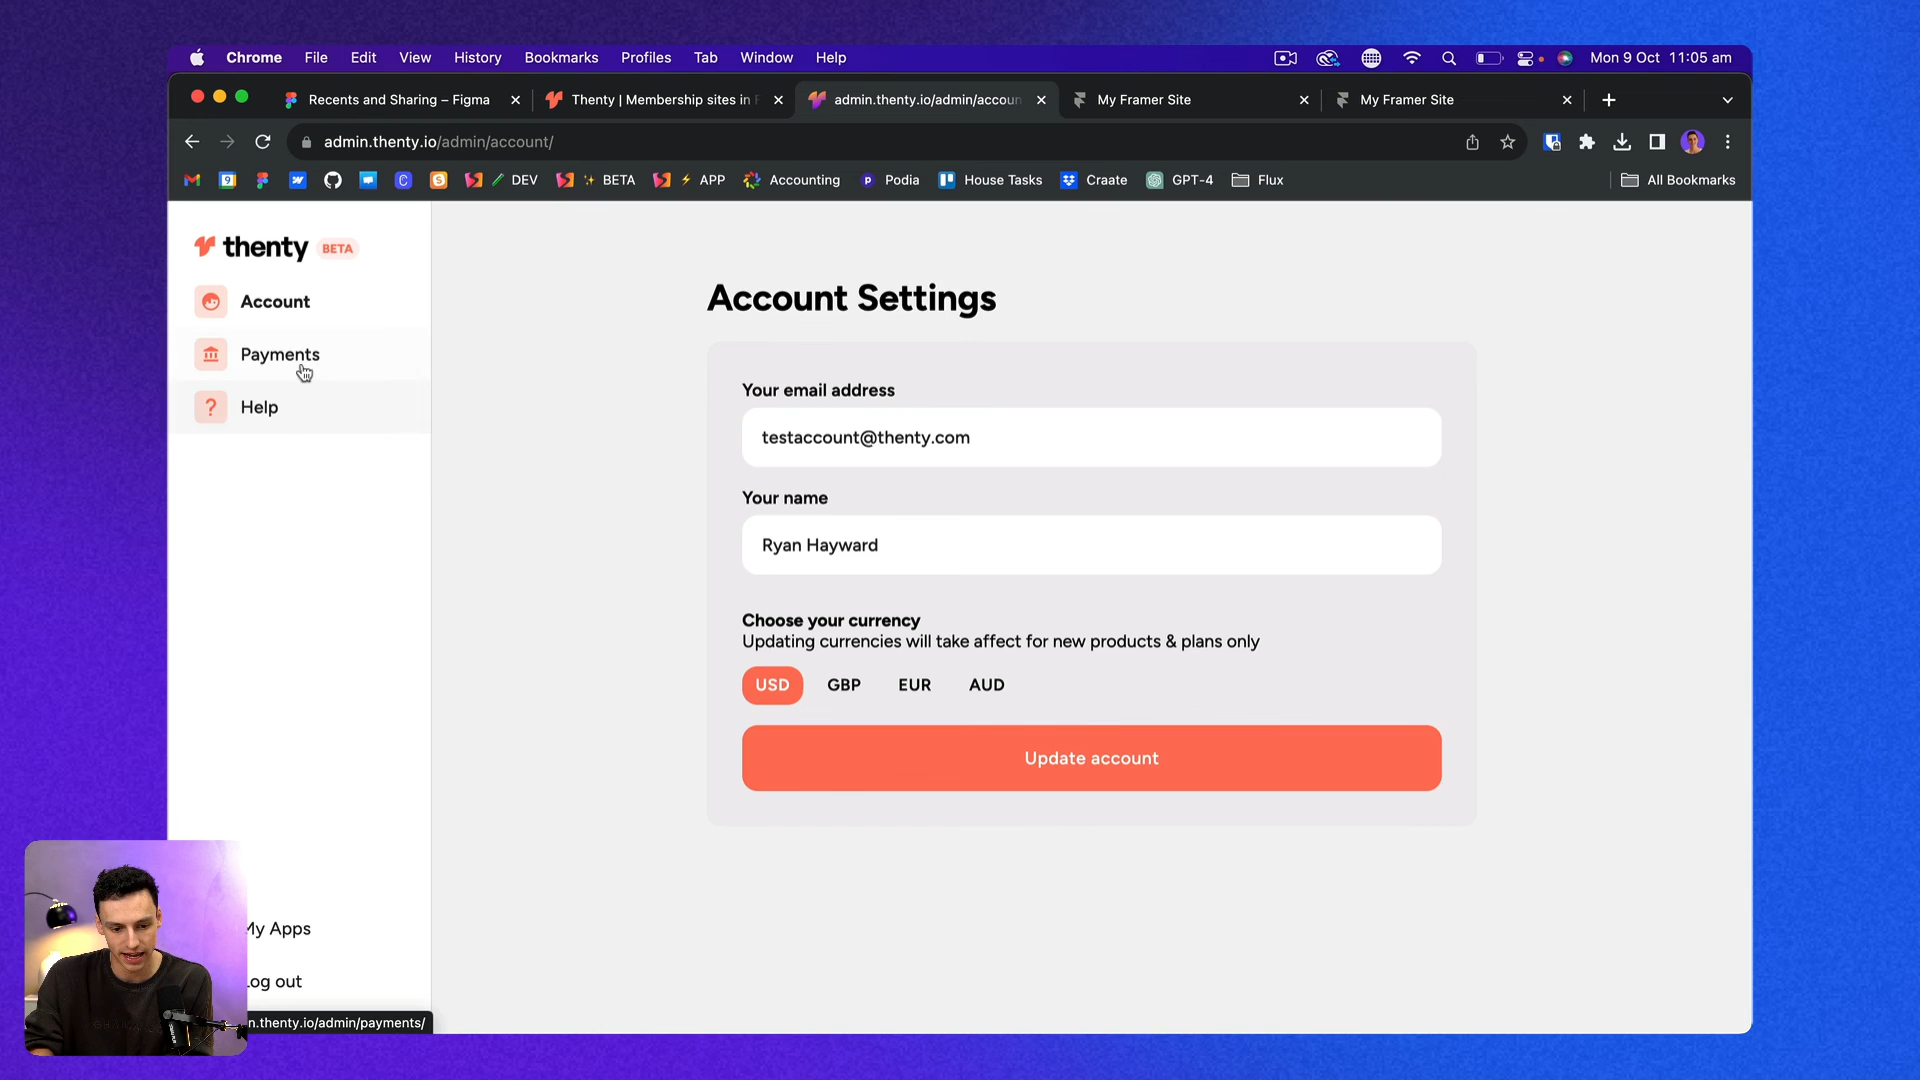 Chrome File Edit View History Bookmarks Profiles Tab Window Help Mon 9 Oct 11:05 am
Recents and Sharing – Figma Thenty | Membership sites in F admin.thenty.io/admin/accoun My Framer Site My Framer Site
admin.thenty.io/admin/account/
9 DEV BETA APP Accounting Podia House Tasks Craate GPT-4 Flux All Bookmarks
thenty BETA
Account
Payments
Help
Account Settings
Your email address
testaccount@thenty.com
Your name
Ryan Hayward
Choose your currency
Updating currencies will take affect for new products & plans only
USD GBP EUR AUD
Update account
My Apps
Log out
n.thenty.io/admin/payments/